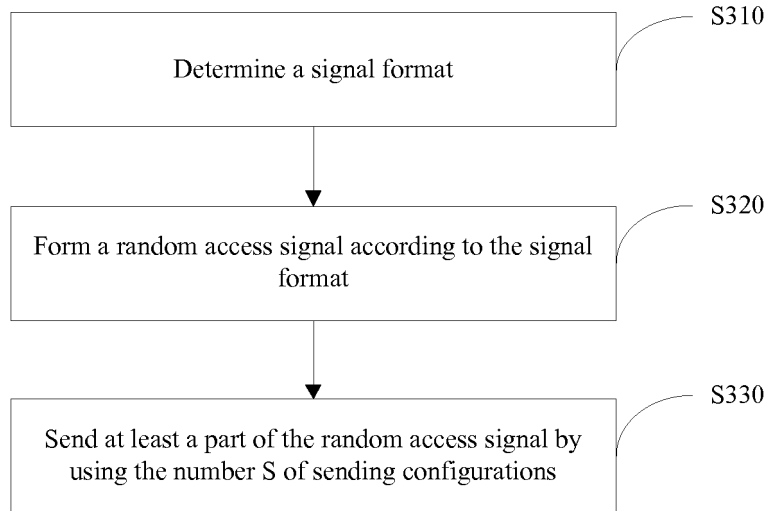 S310
Determine a signal format
S320
Form a random access signal according to the signal
format
S330
Send at least a part of the random access signal by
using the number S of sending configurations